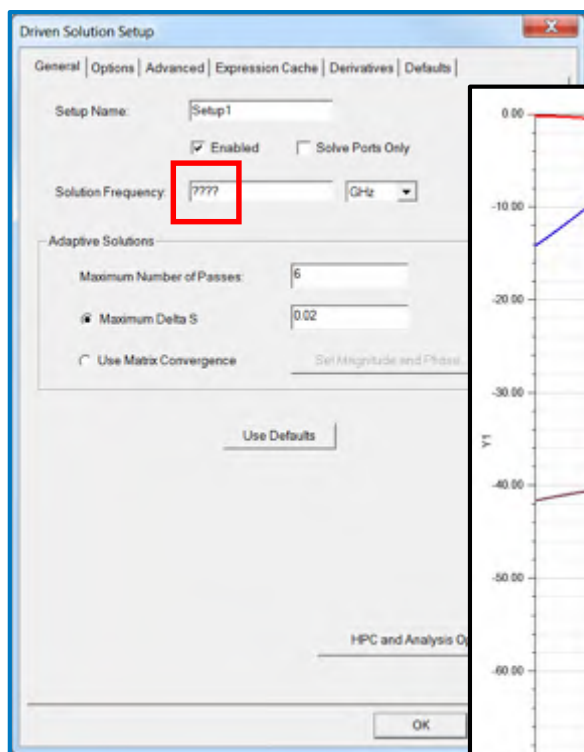 Driven Solution Setup
General | Options | Advanced | Expression Cache | Derivatives | Defaults
Setup Name: Setup1
Enabled Solve Ports Only
Solution Frequency: ???? GHz
Adaptive Solutions
Maximum Number of Passes: 6
Maximum Delta S 0.02
Use Matrix Convergence Set Magnitude and Phase
Use Defaults
HPC and Analysis Op
OK
0.00
-10.00
-20.00
-30.00
Y1
-40.00
-50.00
-60.00